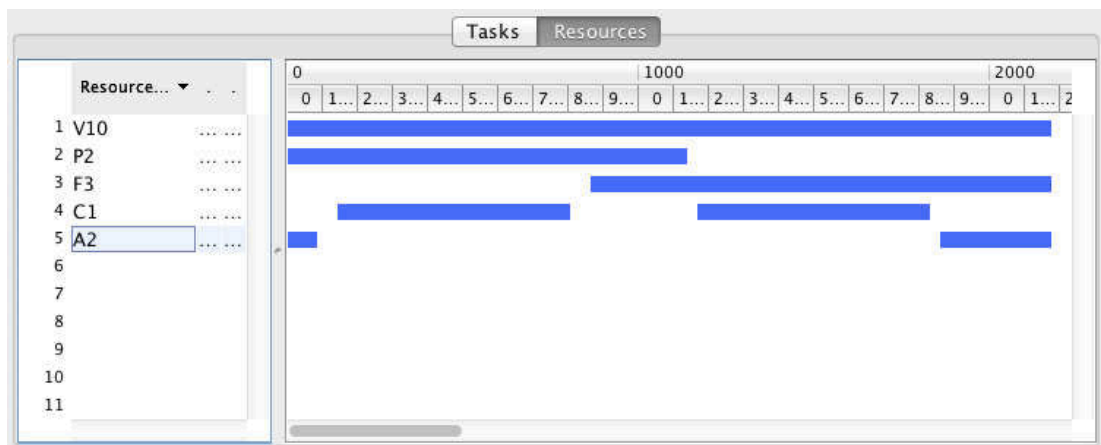 Tasks Resources
Resource... . .
0 1000 2000
0 1... 2... 3... 4... 5... 6... 7... 8... 9... 0 1... 2... 3... 4... 5... 6... 7... 8... 9... 0 1... 2
1 V10 ... ...
2 P2 ... ...
3 F3 ... ...
4 C1 ... ...
5 A2 ... ...
6
7
8
9
10
11